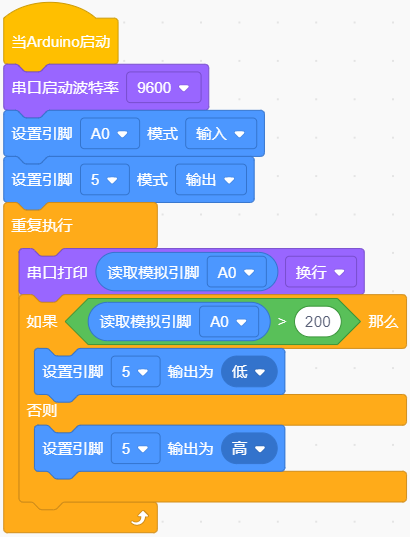 当Arduino启动
串口启动波特率 9600
设置引脚 A0 模式 输入
设置引脚 5 模式 输出
重复执行
串口打印 读取模拟引脚 A0 换行
如果 读取模拟引脚 A0 > 200 那么
设置引脚 5 输出为 低
否则
设置引脚 5 输出为 高